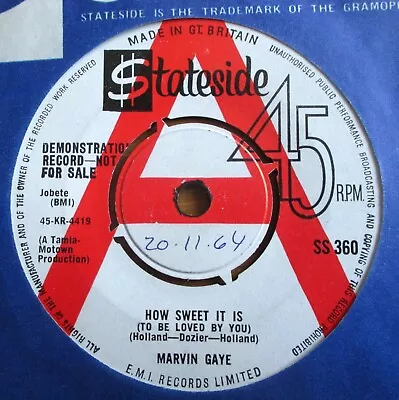 STATESIDE IS THE TRADEMARK OF THE GRAMOP
MADE IN GT. BRITAIN
$tateside
45
R.P.M.
DEMONSTRATION
RECORD—NOT
FOR SALE
Jobete
(BMI)
45-KR-4419
(A Tamla-
Motown
Production)
20-11-64
SS 360
HOW SWEET IT IS
(TO BE LOVED BY YOU)
(Holland—Dozier—Holland)
MARVIN GAYE
E.M.I. RECORDS LIMITED
ALL RIGHTS OF THE MANUFACTURER AND OF THE OWNER OF THE RECORDED WORK RESERVED
UNAUTHORISED PUBLIC PERFORMANCE BROADCASTING AND COPYING OF THIS RECORD PROHIBITED
A